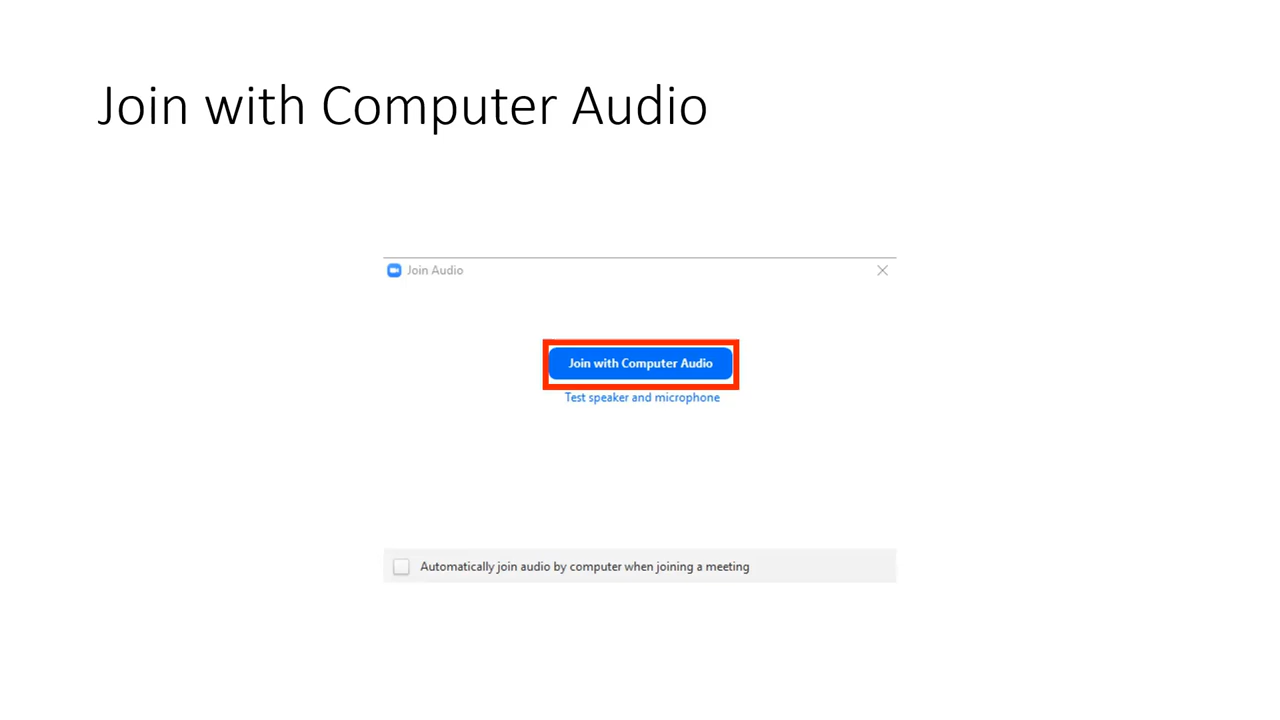 Join with Computer Audio
Join Audio
Join with Computer Audio
Test speaker and microphone
Automatically join audio by computer when joining a meeting